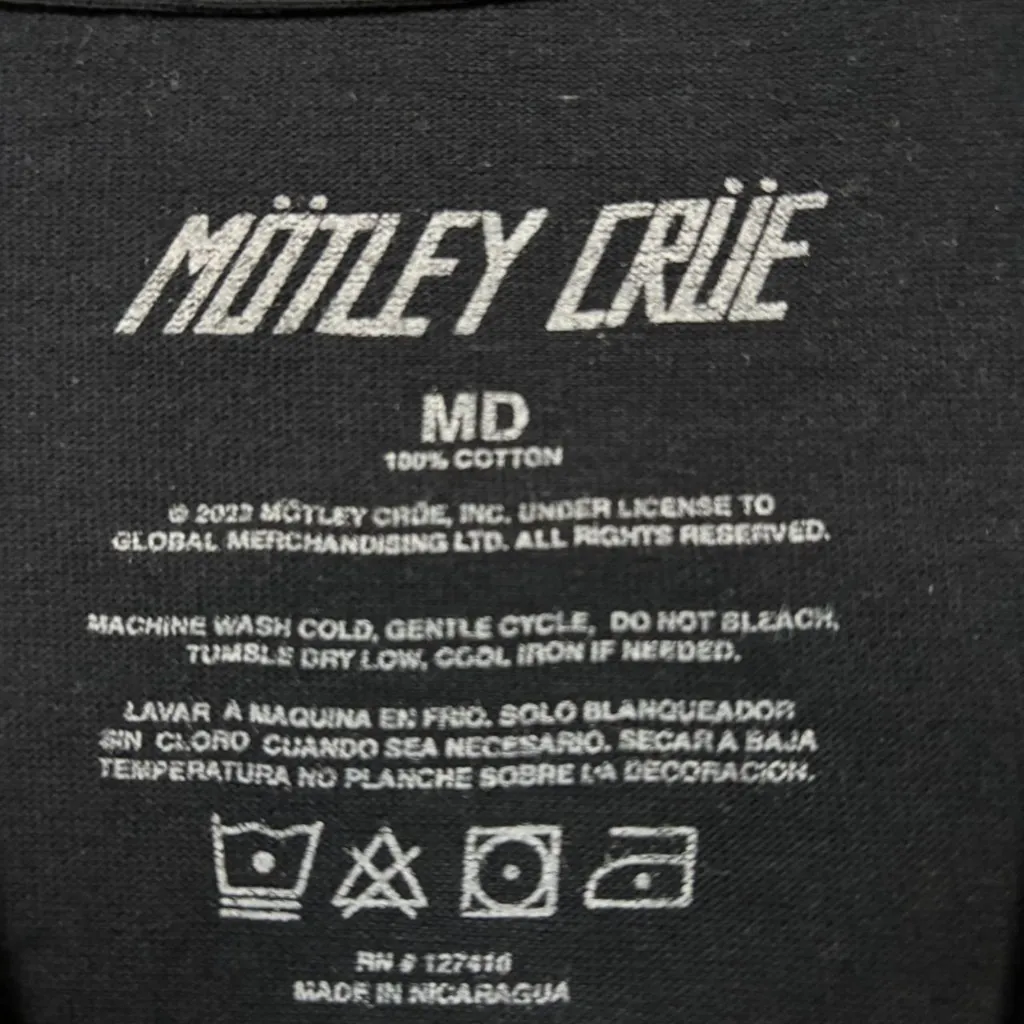 MÖTLEY CRÜE
MD
100% COTTON
© 2022 MÖTLEY CRÜE, INC. UNDER LICENSE TO
GLOBAL MERCHANDISING LTD. ALL RIGHTS RESERVED.
MACHINE WASH COLD, GENTLE CYCLE, DO NOT BLEACH,
TUMBLE DRY LOW, COOL IRON IF NEEDED.
LAVAR A MAQUINA EN FRIO. SOLO BLANQUEADOR
SIN CLORO CUANDO SEA NECESARIO. SECAR A BAJA
TEMPERATURA NO PLANCHE SOBRE LA DECORACION.
RN # 127416
MADE IN NICARAGUA